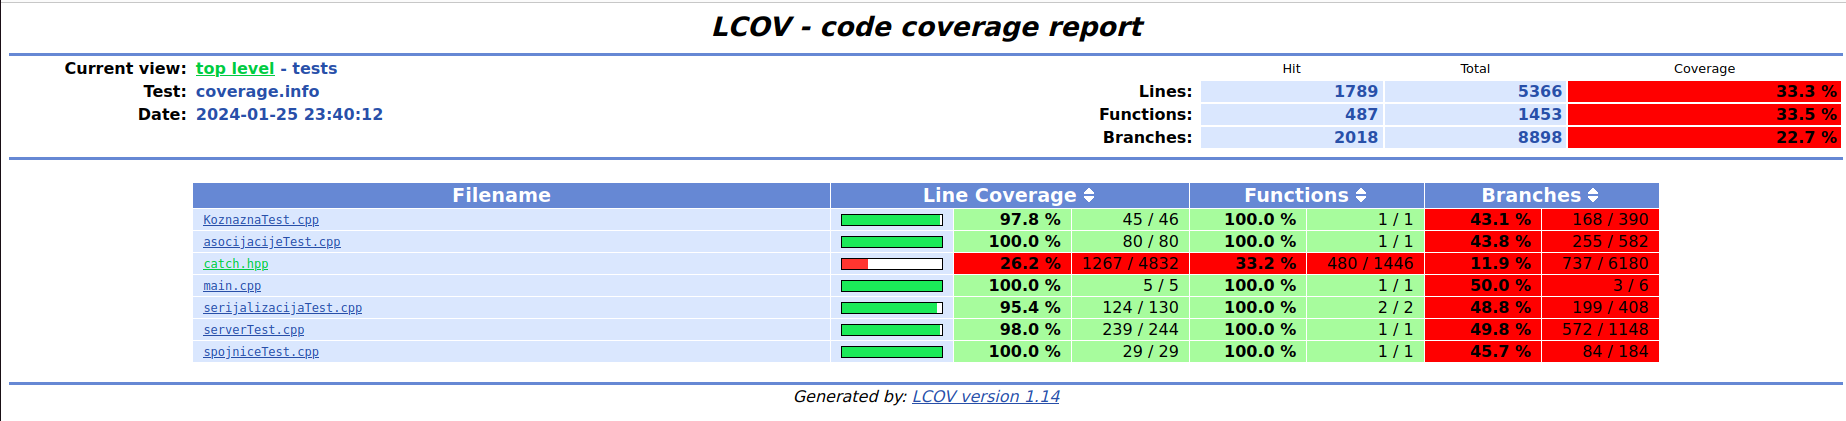 LCOV - code coverage report
Current view: top level - tests
Hit Total Coverage
Test: coverage.info
Lines: 1789 5366 33.3 %
Date: 2024-01-25 23:40:12
Functions: 487 1453 33.5 %
Branches: 2018 8898 22.7 %
Filename Line Coverage Functions Branches
KoznaznaTest.cpp 97.8 % 45 / 46 100.0 % 1 / 1 43.1 % 168 / 390
asocijacijeTest.cpp 100.0 % 80 / 80 100.0 % 1 / 1 43.8 % 255 / 582
catch.hpp 26.2 % 1267 / 4832 33.2 % 480 / 1446 11.9 % 737 / 6180
main.cpp 100.0 % 5 / 5 100.0 % 1 / 1 50.0 % 3 / 6
serijalizacijaTest.cpp 95.4 % 124 / 130 100.0 % 2 / 2 48.8 % 199 / 408
serverTest.cpp 98.0 % 239 / 244 100.0 % 1 / 1 49.8 % 572 / 1148
spojniceTest.cpp 100.0 % 29 / 29 100.0 % 1 / 1 45.7 % 84 / 184
Generated by: LCOV version 1.14